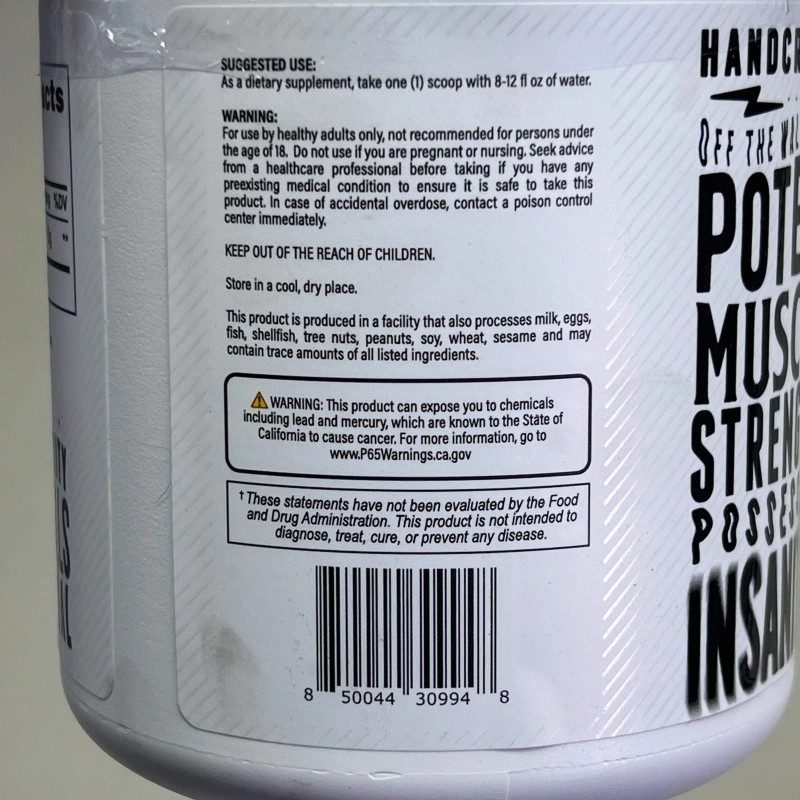 cts
%DV
**
SUGGESTED USE:
As a dietary supplement, take one (1) scoop with 8-12 fl oz of water.
WARNING:
For use by healthy adults only, not recommended for persons under
the age of 18. Do not use if you are pregnant or nursing. Seek advice
from a healthcare professional before taking if you have any
preexisting medical condition to ensure it is safe to take this
product. In case of accidental overdose, contact a poison control
center immediately.
KEEP OUT OF THE REACH OF CHILDREN.
Store in a cool, dry place.
This product is produced in a facility that also processes milk, eggs,
fish, shellfish, tree nuts, peanuts, soy, wheat, sesame and may
contain trace amounts of all listed ingredients.
WARNING: This product can expose you to chemicals
including lead and mercury, which are known to the State of
California to cause cancer. For more information, go to
www.P65Warnings.ca.gov
†These statements have not been evaluated by the Food
and Drug Administration. This product is not intended to
diagnose, treat, cure, or prevent any disease.
8 50044 30994 8
HANDCR
OFF THE WAL
POTE
MUSC
STRENG
POSSES
INSAN